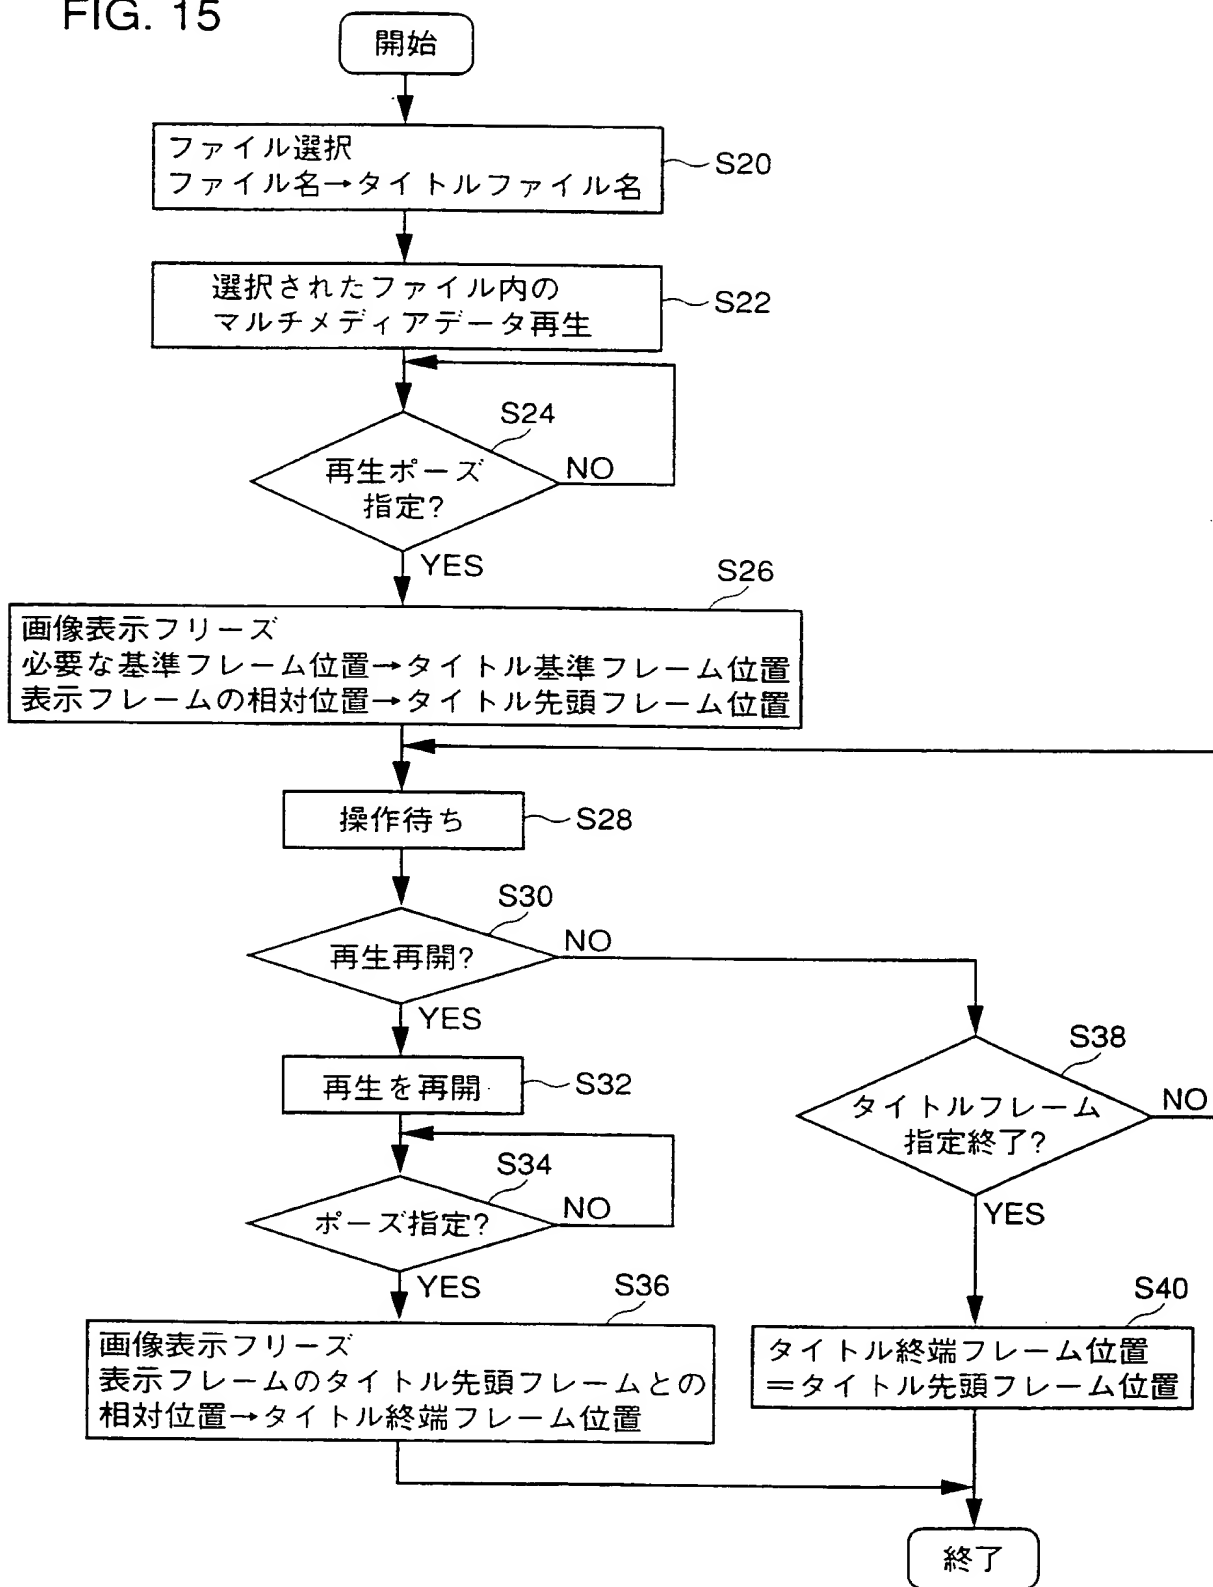 FIG. 15
開始
ファイル選択
ファイル名→タイトルファイル名
S20
選択されたファイル内の
マルチメディアデータ再生
S22
S24
再生ポーズ
指定?
NO
YES
S26
画像表示フリーズ
必要な基準フレーム位置→タイトル基準フレーム位置
表示フレームの相対位置→タイトル先頭フレーム位置
操作待ち
S28
S30
再生再開?
NO
YES
再生を再開
S32
S38
タイトルフレーム
指定終了?
NO
YES
S34
ポーズ指定?
NO
YES
S36
画像表示フリーズ
表示フレームのタイトル先頭フレームとの
相対位置→タイトル終端フレーム位置
S40
タイトル終端フレーム位置
=タイトル先頭フレーム位置
終了